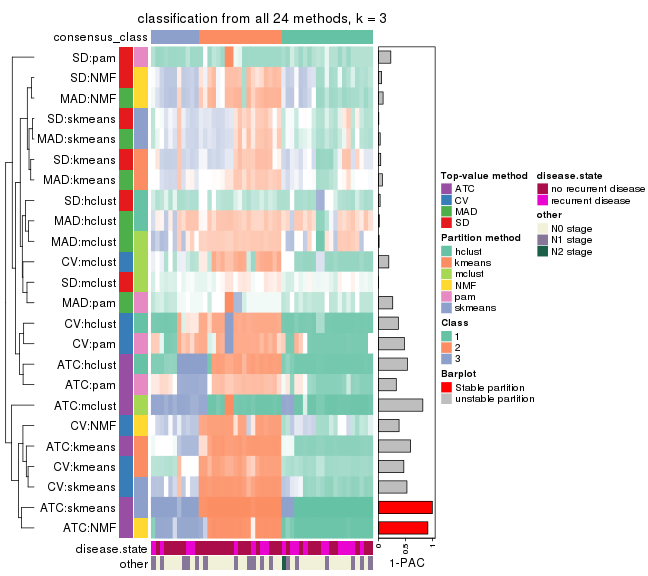 classification from all 24 methods, k = 3
consensus_class
SD:pam
SD:NMF
MAD:NMF
SD:skmeans
MAD:skmeans
SD:kmeans
MAD:kmeans
SD:hclust
MAD:hclust
MAD:mclust
CV:mclust
SD:mclust
MAD:pam
CV:hclust
CV:pam
ATC:hclust
ATC:pam
ATC:mclust
CV:NMF
ATC:kmeans
CV:kmeans
CV:skmeans
ATC:skmeans
ATC:NMF
disease.state
other
0 0.5 1
1-PAC
Top-value method
ATC
CV
MAD
SD
Partition method
hclust
kmeans
mclust
NMF
pam
skmeans
Class
1
2
3
Barplot
Stable partition
unstable partition
disease.state
no recurrent disease
recurrent disease
other
N0 stage
N1 stage
N2 stage